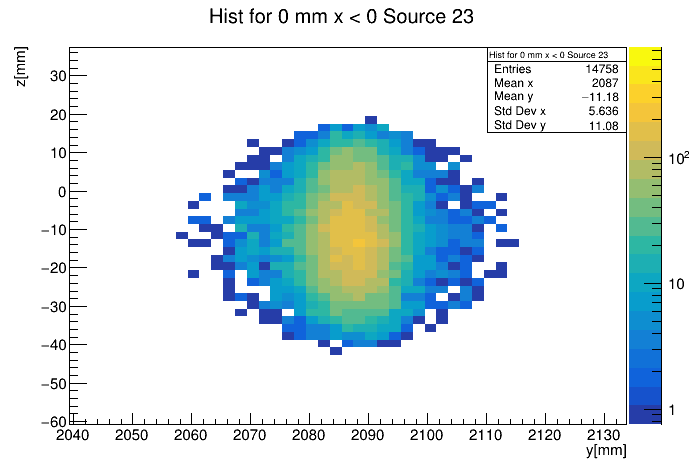 Hist for 0 mm x < 0 Source 23
z[mm]
Hist for 0 mm x < 0 Source 23
Entries 14758
Mean x 2087
Mean y −11.18
Std Dev x 5.636
Std Dev y 11.08
30
20
10
0
−10
−20
−30
−40
−50
−60
10²
10
1
2040 2050 2060 2070 2080 2090 2100 2110 2120 2130
y[mm]